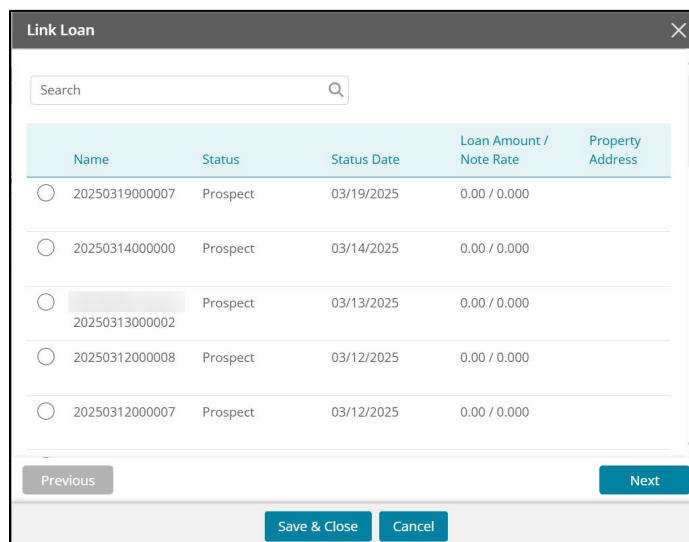 Link Loan
Search
Name Status Status Date Loan Amount / Note Rate Property Address
20250319000007 Prospect 03/19/2025 0.00 / 0.000
20250314000000 Prospect 03/14/2025 0.00 / 0.000
Prospect 03/13/2025 0.00 / 0.000
20250313000002
20250312000008 Prospect 03/12/2025 0.00 / 0.000
20250312000007 Prospect 03/12/2025 0.00 / 0.000
Previous Next
Save & Close Cancel